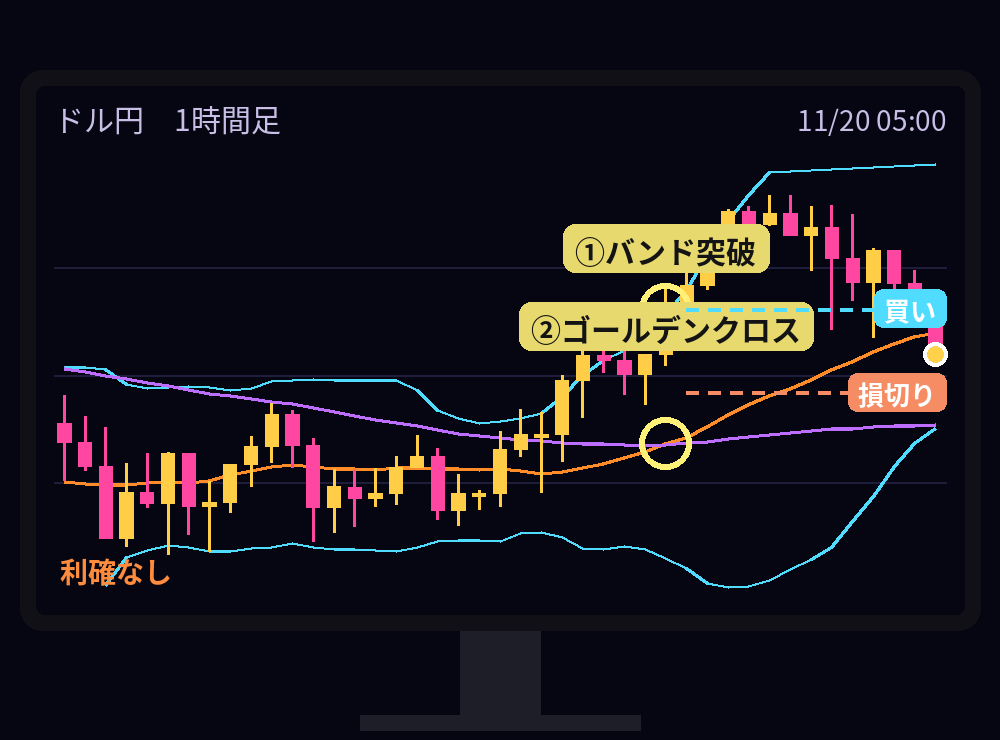 ドル円 1時間足
11/20 05:00
①バンド突破
買い
②ゴールデンクロス
損切り
利確なし